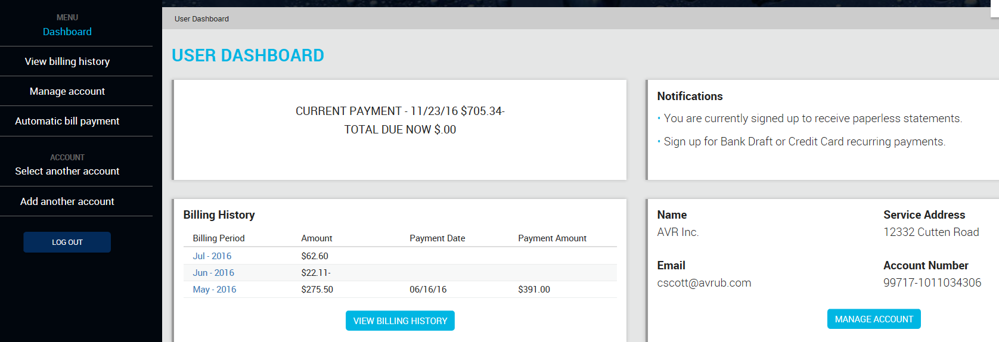 MENU
Dashboard
View billing history
Manage account
Automatic bill payment
ACCOUNT
Select another account
Add another account
LOG OUT
User Dashboard
USER DASHBOARD
CURRENT PAYMENT - 11/23/16 $705.34-
TOTAL DUE NOW $.00
Notifications
• You are currently signed up to receive paperless statements.
• Sign up for Bank Draft or Credit Card recurring payments.
Billing History
Billing Period Amount Payment Date Payment Amount
Jul - 2016 $62.60
Jun - 2016 $22.11-
May - 2016 $275.50 06/16/16 $391.00
VIEW BILLING HISTORY
Name
AVR Inc.
Service Address
12332 Cutten Road
Email
cscott@avrub.com
Account Number
99717-1011034306
MANAGE ACCOUNT